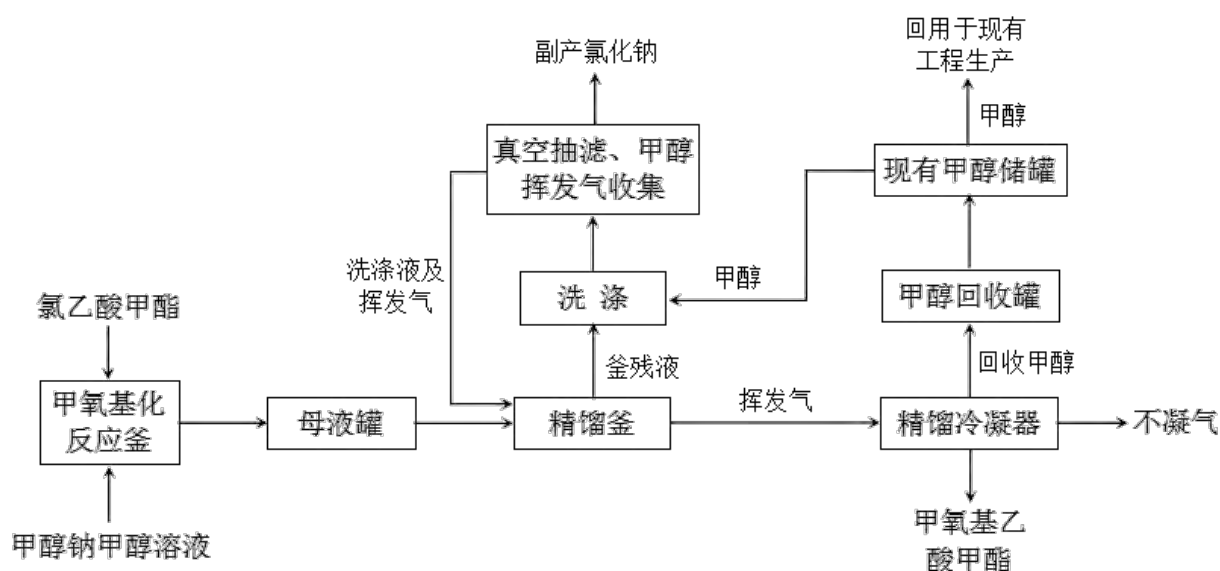 副产氯化钠
回用于现有
工程生产
甲醇
真空抽滤、甲醇
挥发气收集
现有甲醇储罐
洗涤液及
挥发气
洗 涤
甲醇
甲醇回收罐
氯乙酸甲酯
釜残液
回收甲醇
甲氧基化
反应釜
母液罐
精馏釜
挥发气
精馏冷凝器
不凝气
甲醇钠甲醇溶液
甲氧基乙
酸甲酯